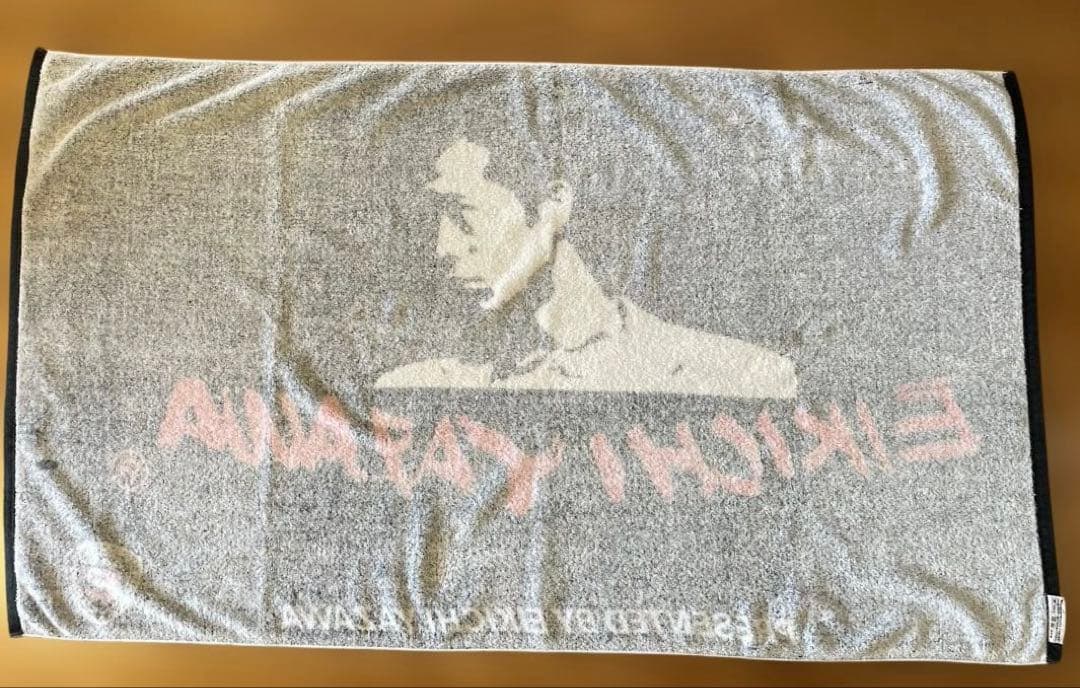 EIKICHI YAZAWA
®
PRESENTED BY EIKICHI YAZAWA